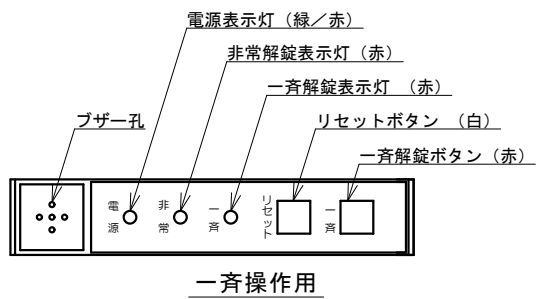 電源表示灯（緑／赤）
非常解錠表示灯（赤）
一斉解錠表示灯 （赤）
ブザー孔
リセットボタン （白）
一斉解錠ボタン（赤）
電源
非常
一斉
リセット
一斉
一斉操作用